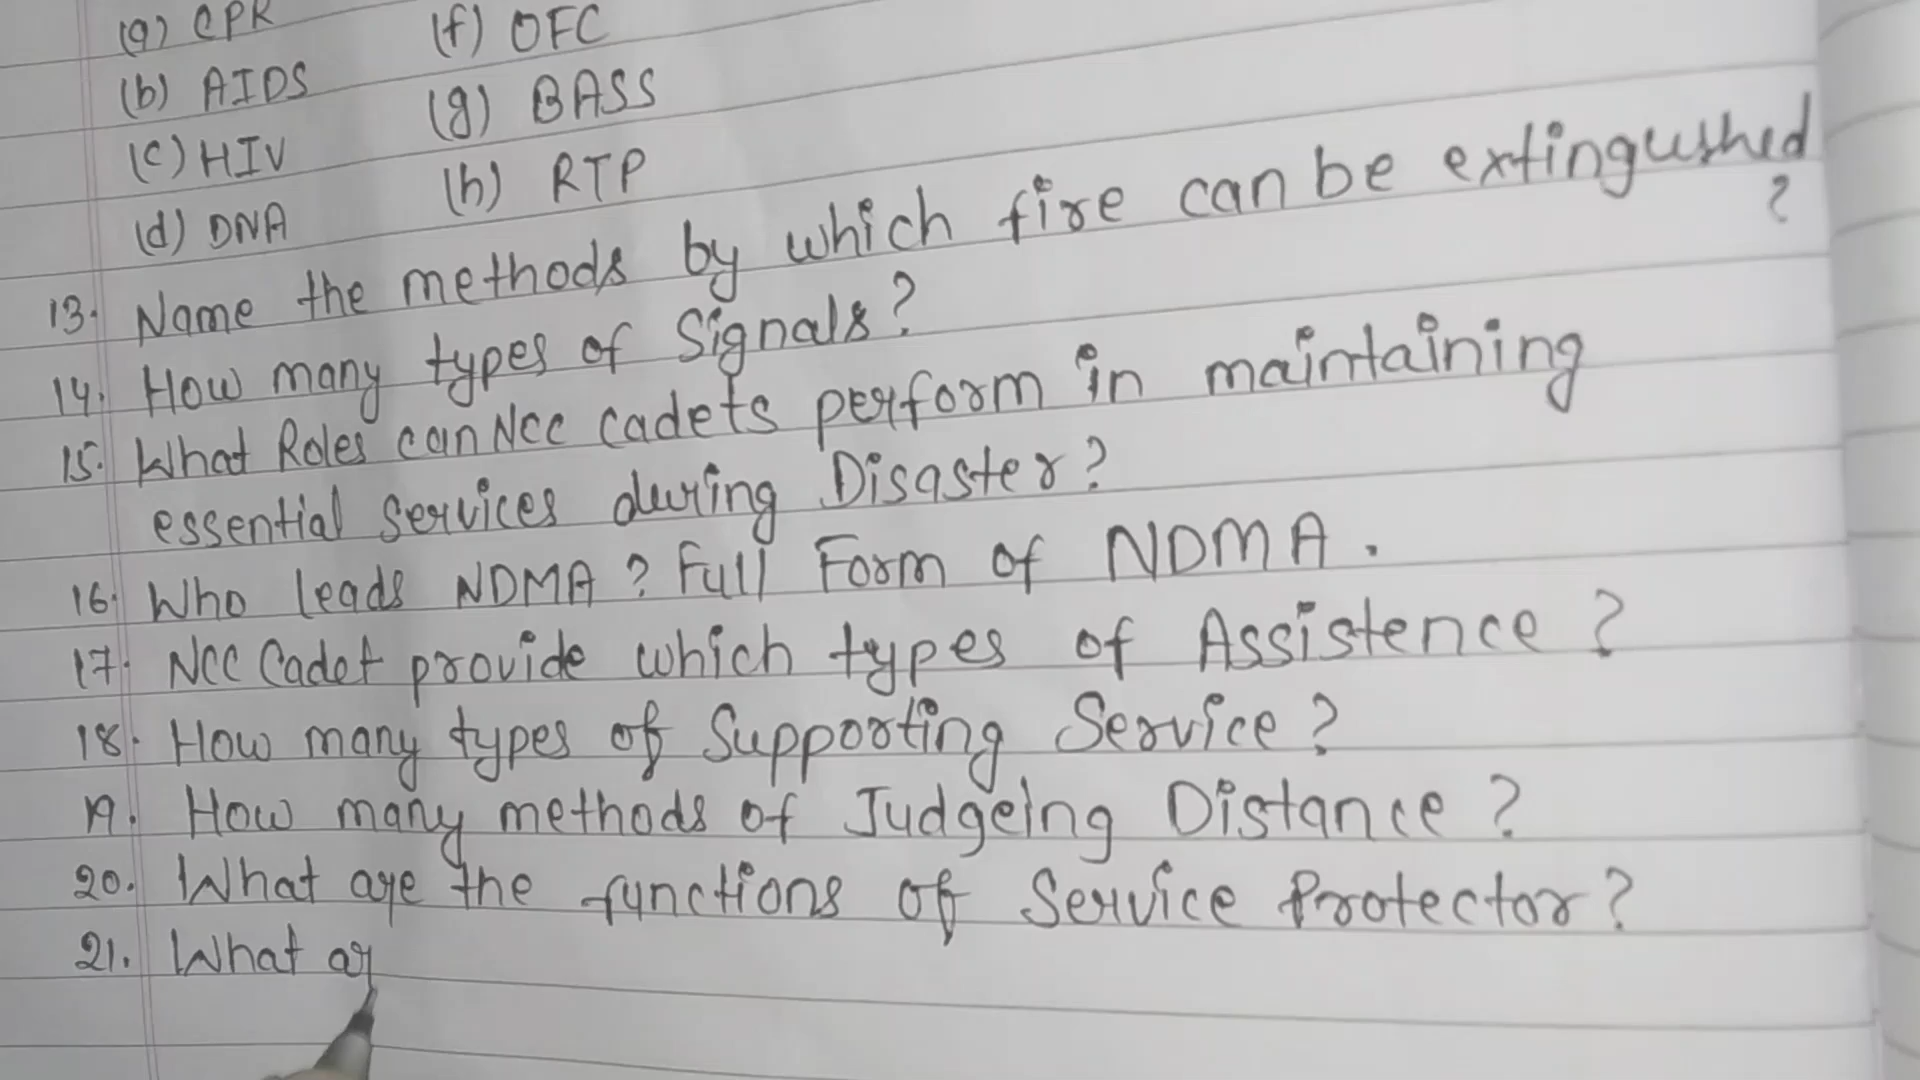 (a) CPR (f) OFC
(b) AIDS (g) BASS
(c) HIV (h) RTP
(d) DNA
13. Name the methods by which fire can be extingushed
?
14. How many types of Signals?
15. What Roles can Ncc cadets perform in maintaining
essential services during Disaster?
16. Who leads NDMA? Full Form of NDMA.
17. NCC Cadet provide which types of Assistence?
18. How many types of Supporting Service?
19. How many methods of Judgeing Distance?
20. What are the functions of Service Protector?
21. What ar